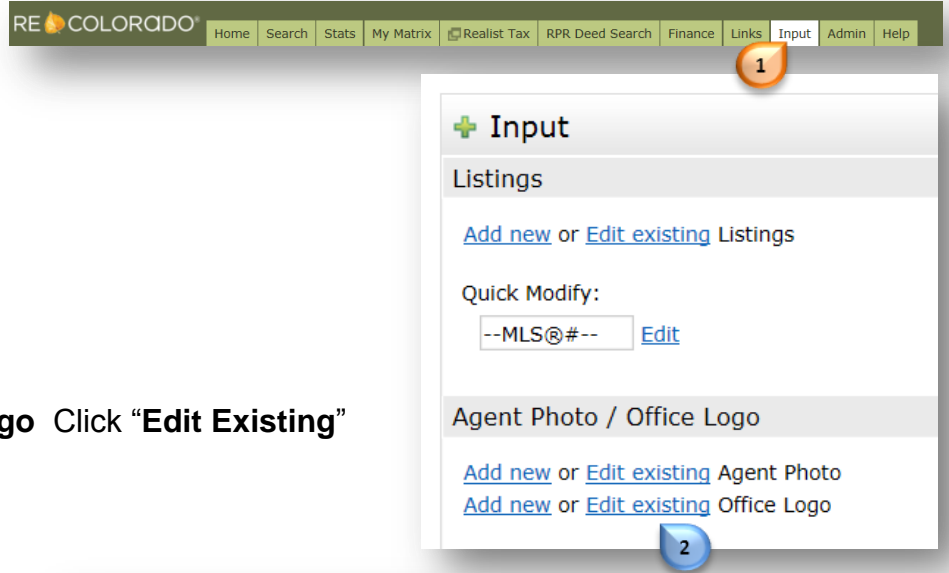 RE COLORADO® Home Search Stats My Matrix Realist Tax RPR Deed Search Finance Links Input Admin Help
1
Input
Listings
Add new or Edit existing Listings
Quick Modify:
--MLS®#-- Edit
go Click “Edit Existing”
Agent Photo / Office Logo
Add new or Edit existing Agent Photo
Add new or Edit existing Office Logo
2